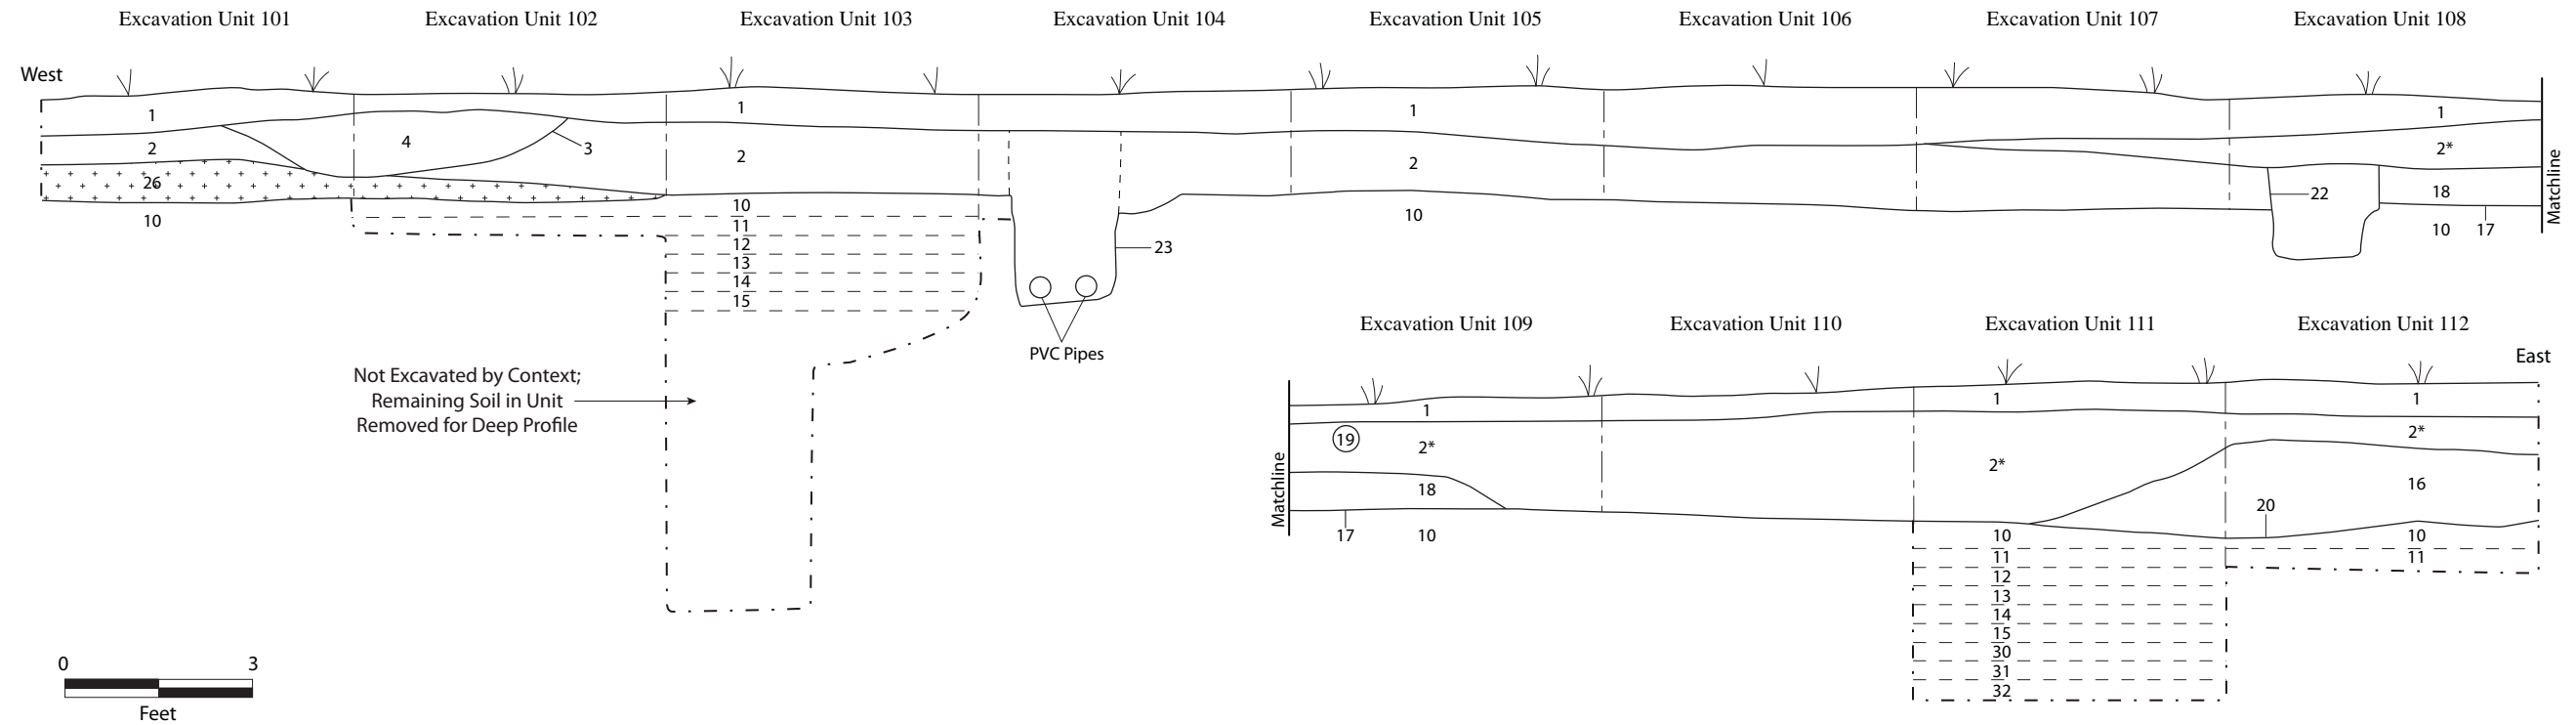 Excavation Unit 101 Excavation Unit 102 Excavation Unit 103 Excavation Unit 104 Excavation Unit 105 Excavation Unit 106 Excavation Unit 107 Excavation Unit 108
West
1 1 1 1
4 3
2 2 2 2*
26
22 18
10 10 10 10 17
11
12 23
13
14
15
Matchline
PVC Pipes
Not Excavated by Context;
Remaining Soil in Unit
Removed for Deep Profile
Excavation Unit 109 Excavation Unit 110 Excavation Unit 111 Excavation Unit 112
East
1 1 1
19 2* 2* 2*
18 16
20
17 10 10 10
11 11
12
13
14
15
30
31
32
Matchline
0 3
Feet